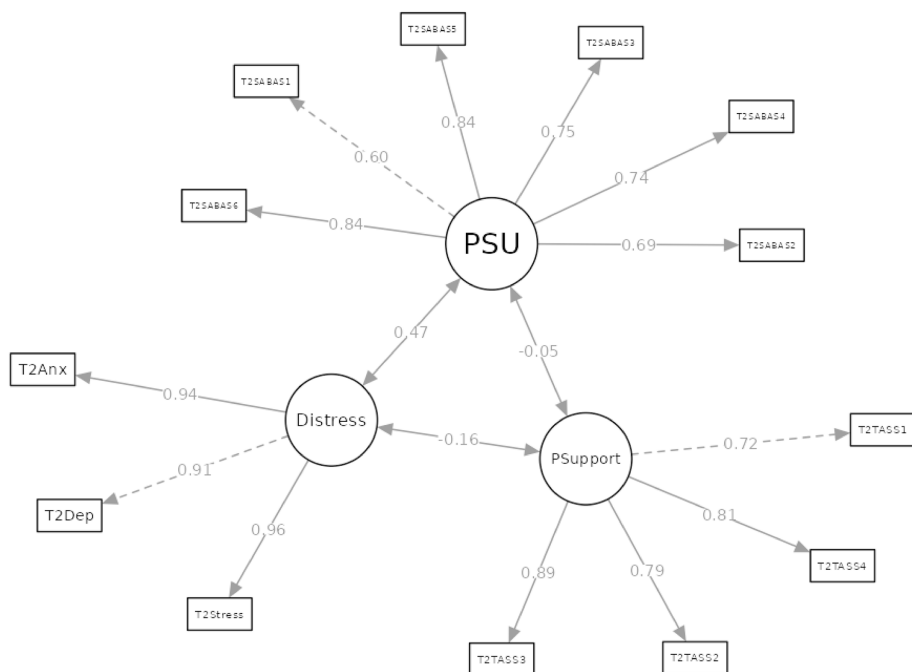 T2SABAS5
T2SABAS3
T2SABAS1
T2SABAS4
0.84
0.75
0.60
0.74
T2SABAS6
0.84
PSU
0.69
T2SABAS2
0.47
-0.05
T2Anx
0.94
Distress
-0.16
T2TASS1
0.72
PSupport
0.91
T2Dep
0.81
0.96
T2TASS4
0.89
0.79
T2Stress
T2TASS3
T2TASS2